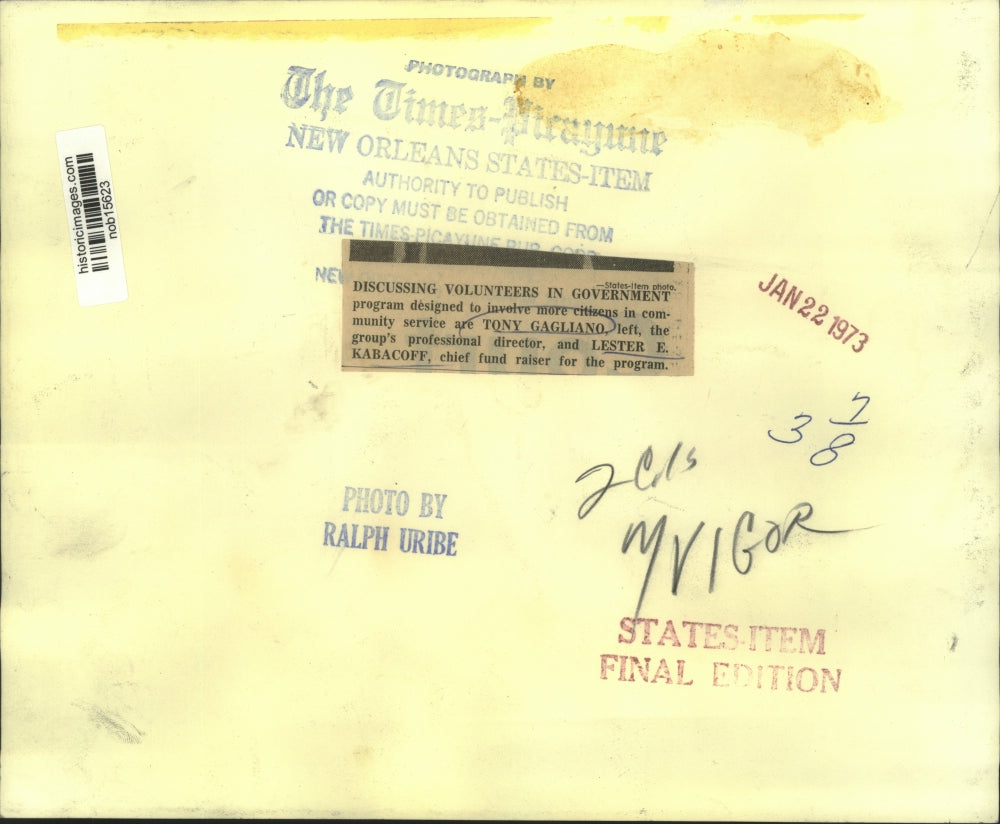 PHOTOGRAPH BY
The Times-Picayune
NEW ORLEANS STATES-ITEM
AUTHORITY TO PUBLISH
OR COPY MUST BE OBTAINED FROM
THE TIMES-PICAYUNE PUB. CORP.
historicimages.com
nob15623
—States-Item photo.
DISCUSSING VOLUNTEERS IN GOVERNMENT
program designed to involve more citizens in com-
munity service are TONY GAGLIANO, left, the
group's professional director, and LESTER E.
KABACOFF, chief fund raiser for the program.
JAN 22 1973
3 7/8
2 Cols
PHOTO BY
RALPH URIBE
STATES-ITEM
FINAL EDITION